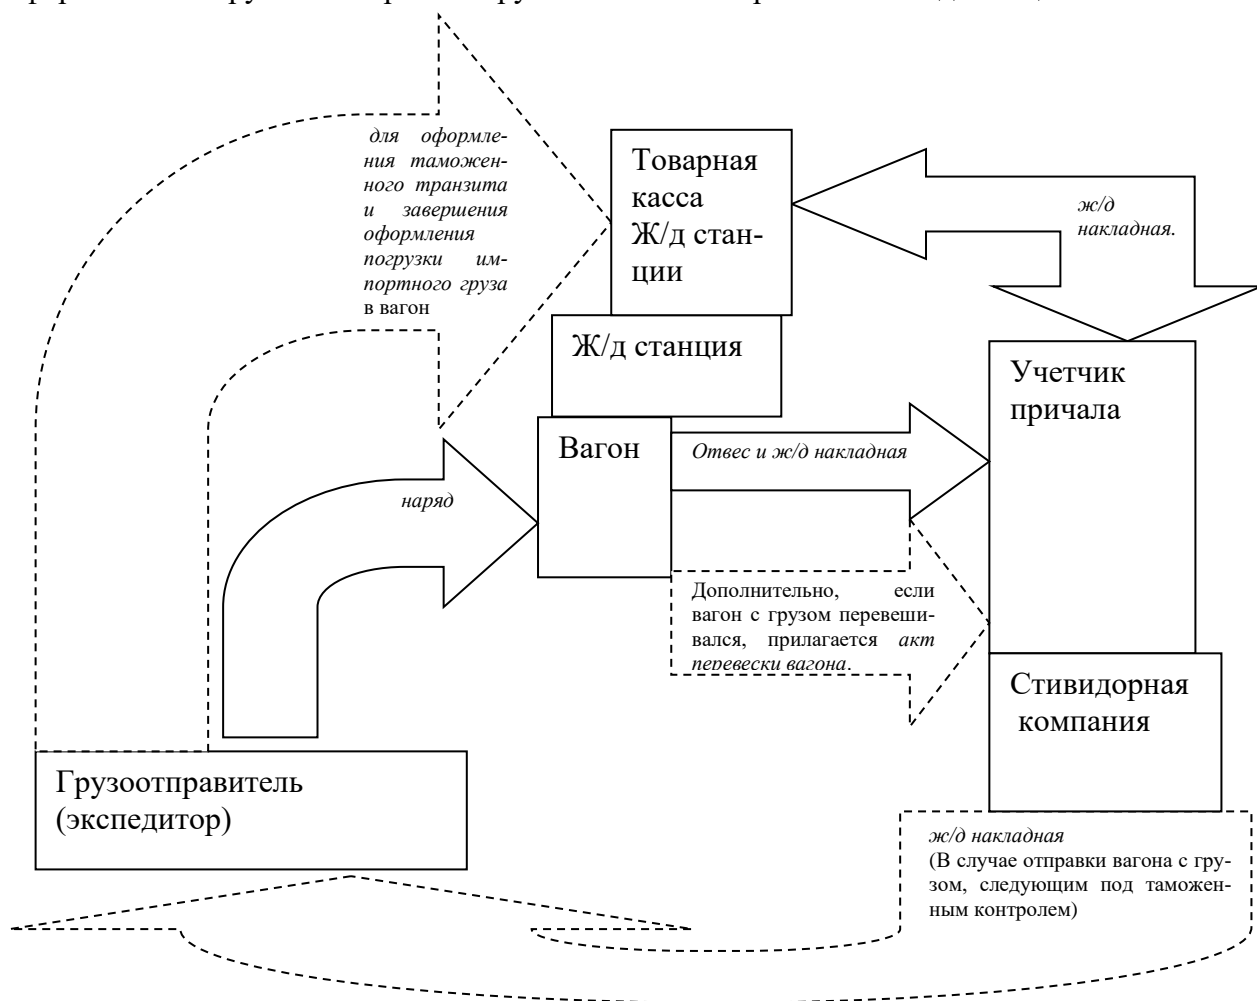 для оформле-
ния таможен-
ного транзита
и завершения
оформления
погрузки им-
портного груза
в вагон
Товарная
касса
Ж/д стан-
ции
ж/д
накладная.
Ж/д станция
Учетчик
причала
Вагон
Отвес и ж/д накладная
наряд
Дополнительно, если
вагон с грузом перевеши-
вался, прилагается акт
перевески вагона.
Стивидорная
компания
Грузоотправитель
(экспедитор)
ж/д накладная
(В случае отправки вагона с гру-
зом, следующим под таможен-
ным контролем)